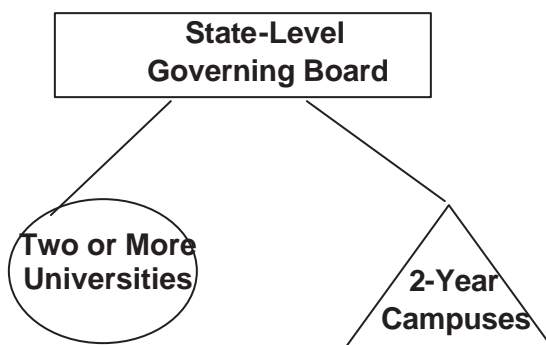 State-Level
Governing Board
Two or More
Universities
2-Year
Campuses